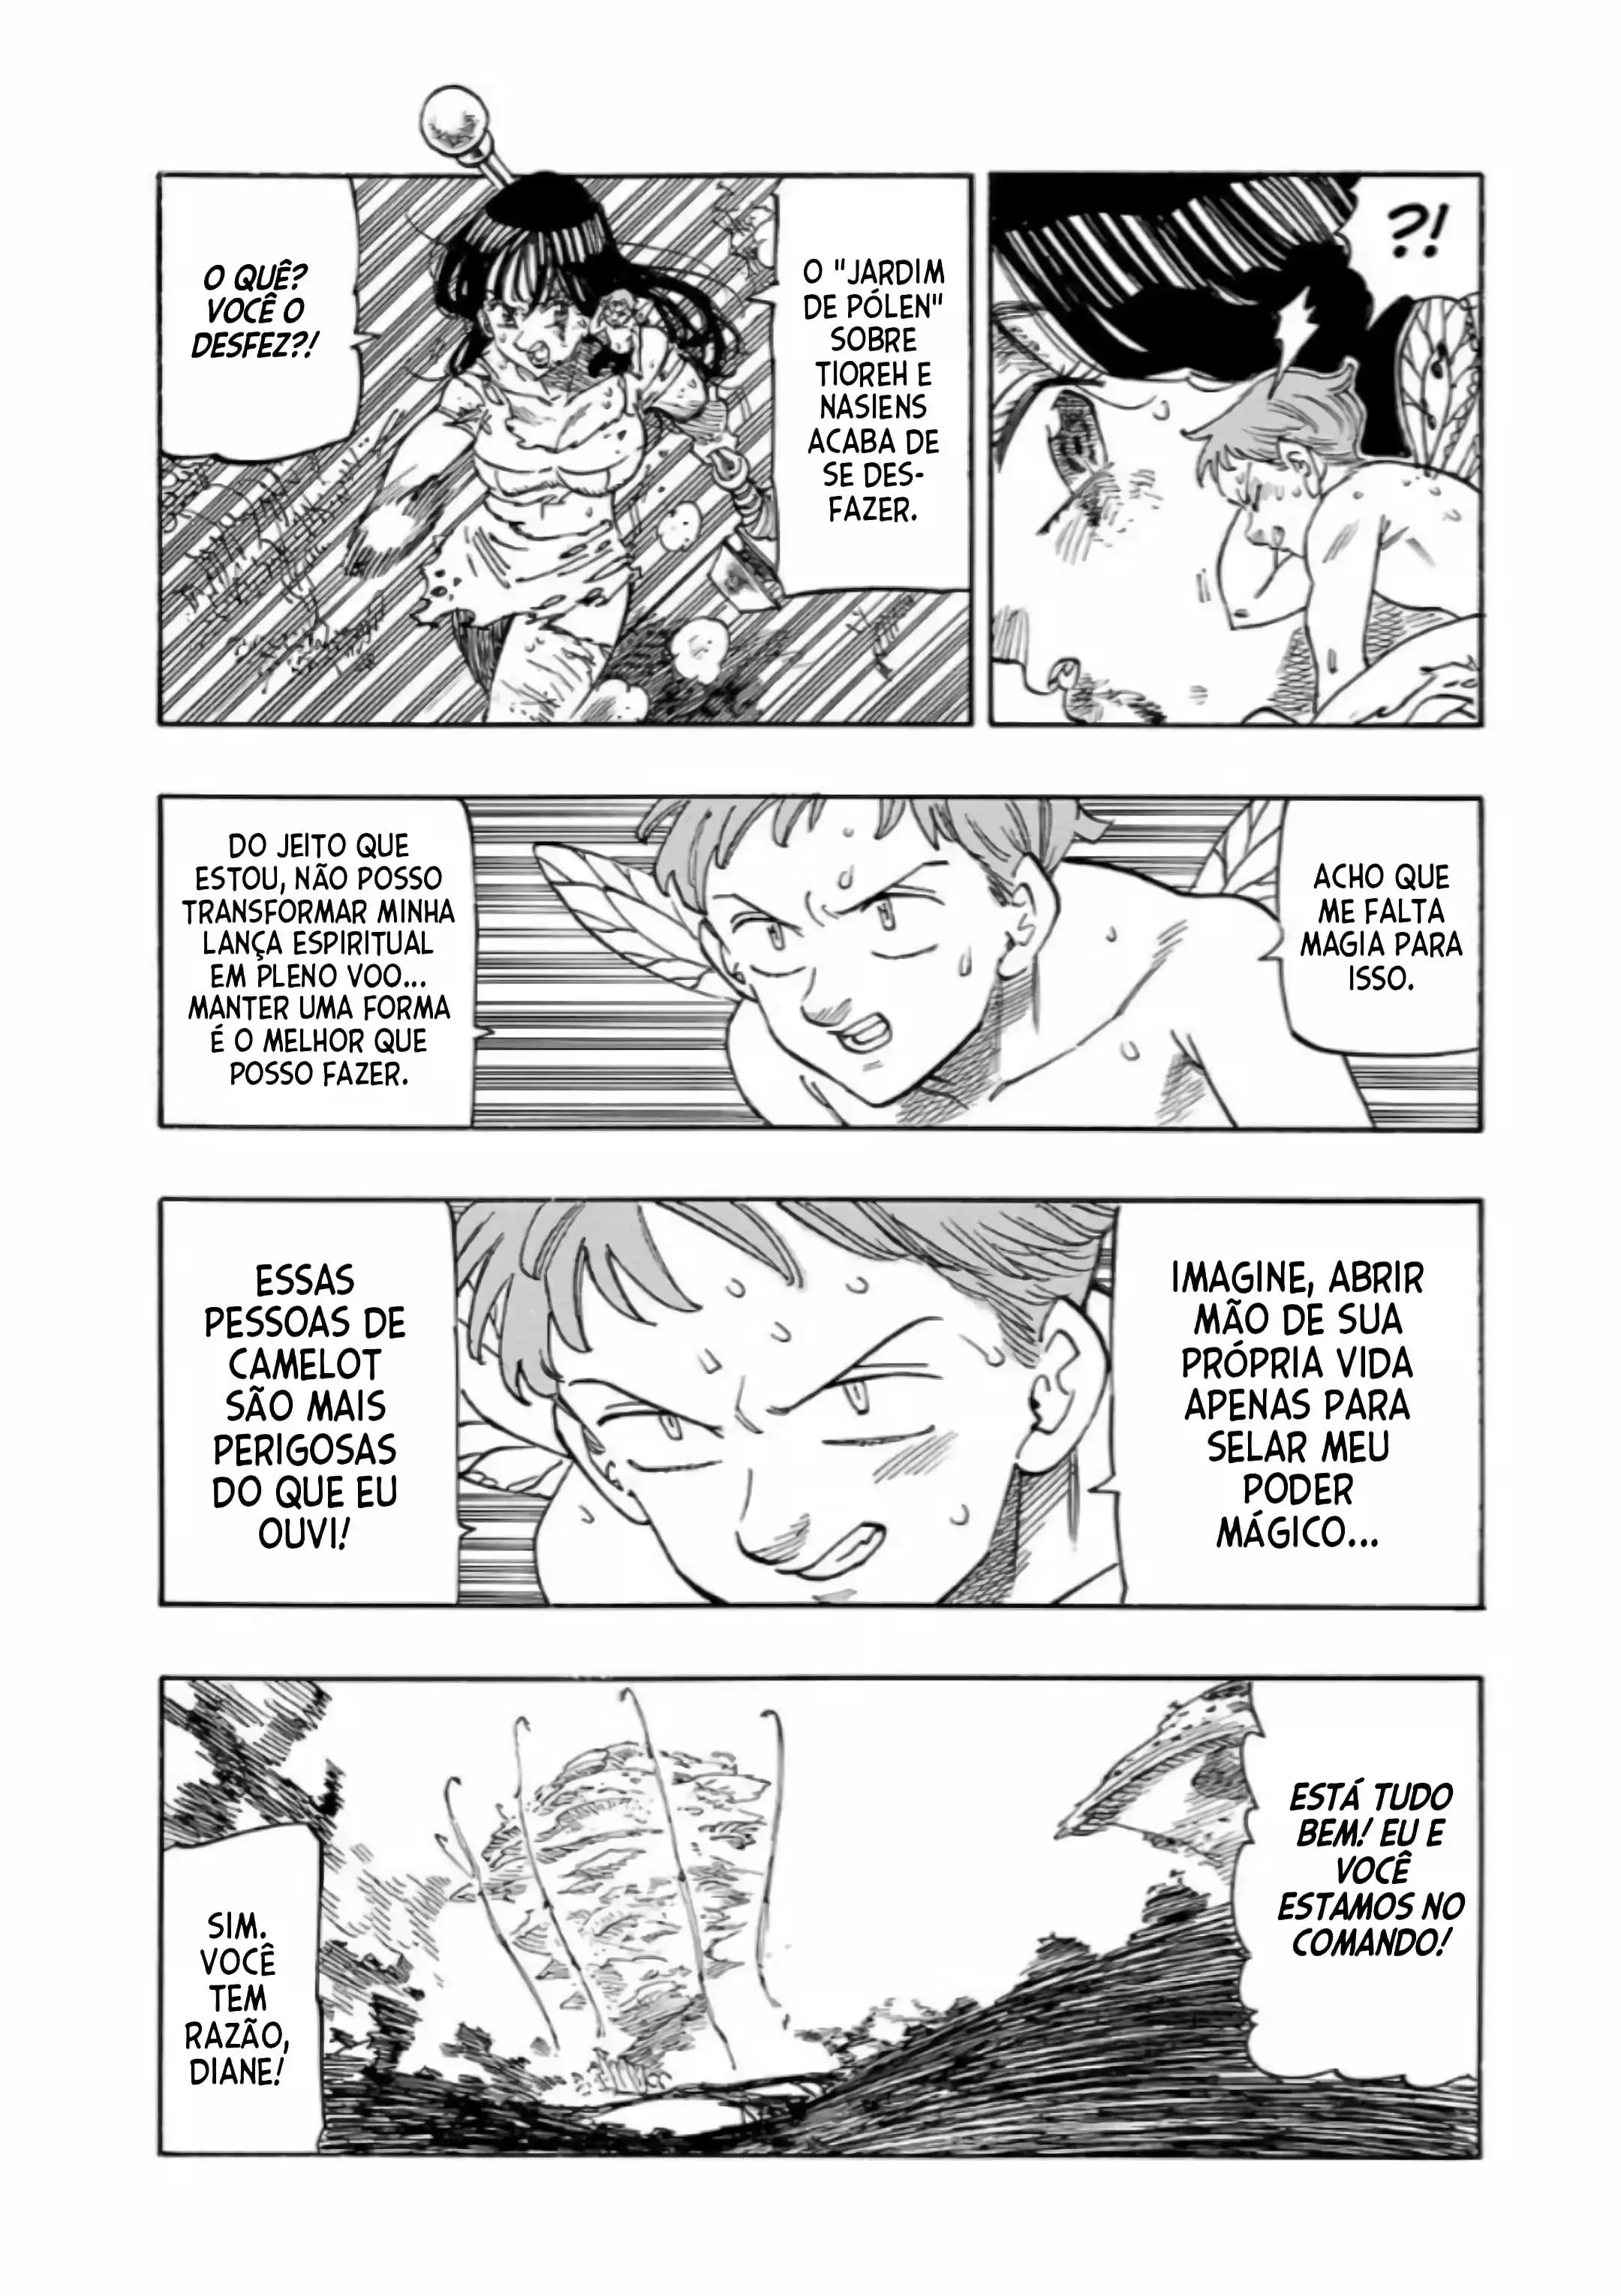 ?!
O "JARDIM
DE PÓLEN"
SOBRE
TIOREH E
NASIENS
ACABA DE
SE DES-
FAZER.
O QUÊ?
VOCÊ O
DESFEZ?!
ACHO QUE
ME FALTA
MAGIA PARA
ISSO.
DO JEITO QUE
ESTOU, NÃO POSSO
TRANSFORMAR MINHA
LANÇA ESPIRITUAL
EM PLENO VOO...
MANTER UMA FORMA
É O MELHOR QUE
POSSO FAZER.
IMAGINE, ABRIR
MÃO DE SUA
PRÓPRIA VIDA
APENAS PARA
SELAR MEU
PODER
MÁGICO...
ESSAS
PESSOAS DE
CAMELOT
SÃO MAIS
PERIGOSAS
DO QUE EU
OUVI!
ESTÁ TUDO
BEM! EU E
VOCÊ
ESTAMOS NO
COMANDO!
SIM.
VOCÊ
TEM
RAZÃO,
DIANE!